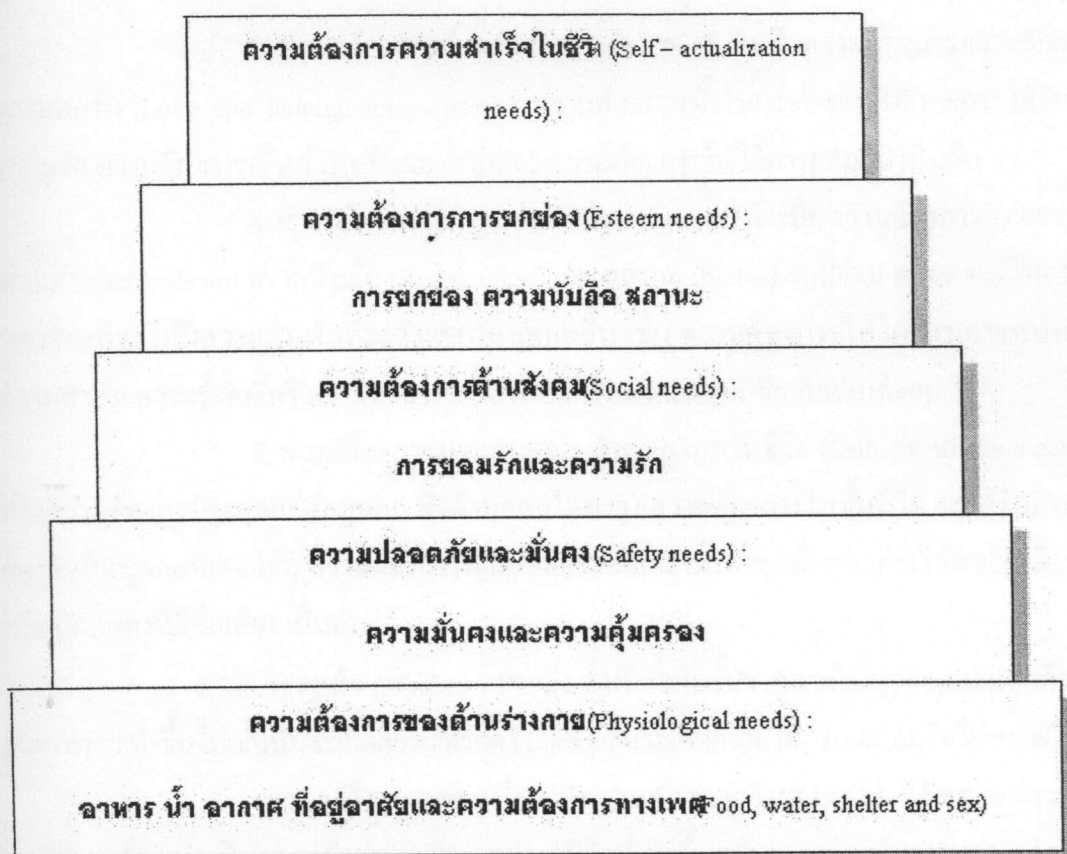 ความต้องการความสำเร็จในชีวิต (Self – actualization
needs) :
ความต้องการการยกย่อง(Esteem needs) :
การยกย่อง ความนับถือ สถานะ
ความต้องการด้านสังคม(Social needs) :
การยอมรักและความรัก
ความปลอดภัยและมั่นคง(Safety needs) :
ความมั่นคงและความคุ้มครอง
ความต้องการของด้านร่างกาย(Physiological needs) :
อาหาร น้ำ อากาศ ที่อยู่อาศัยและความต้องการทางเพศ(Food, water, shelter and sex)